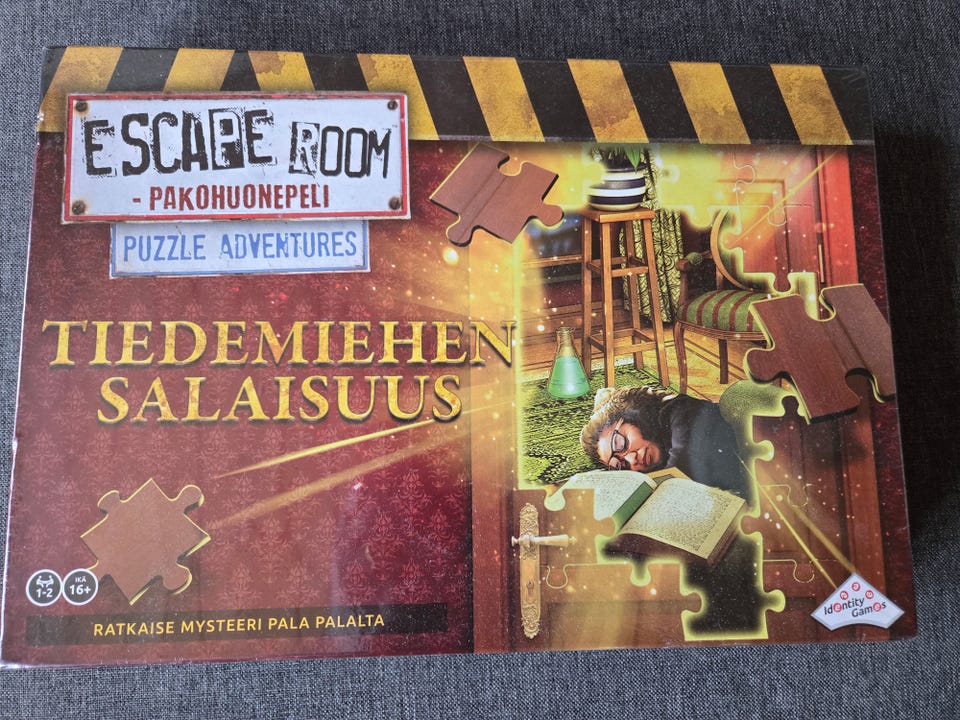 ESCAPE ROOM
- PAKOHUONEPELI
PUZZLE ADVENTURES
TIEDEMIEHEN
SALAISUUS
1-2
IKÄ
16+
RATKAISE MYSTEERI PALA PALALTA
Identity
Games